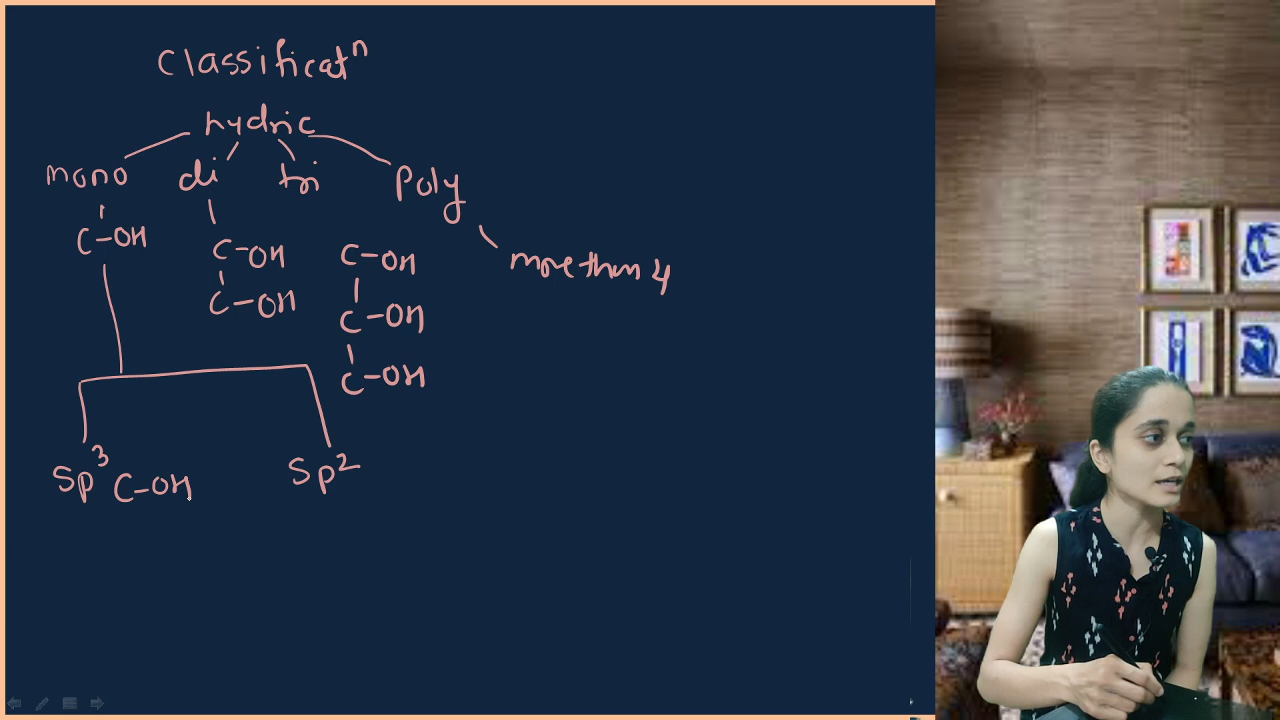 Classificatⁿ
hydric
mono di tri Poly
C-OH
C-OH
C-OH
C-OH
C-OH
C-OH
more than 4
Sp³ C-OH
Sp²